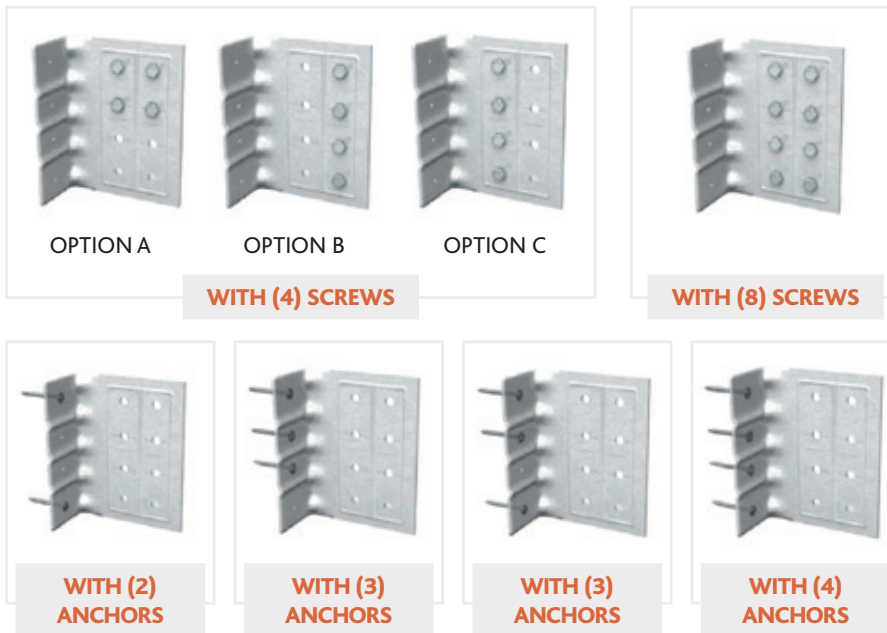 OPTION A
OPTION B
OPTION C
WITH (4) SCREWS
WITH (8) SCREWS
WITH (2)
ANCHORS
WITH (3)
ANCHORS
WITH (3)
ANCHORS
WITH (4)
ANCHORS